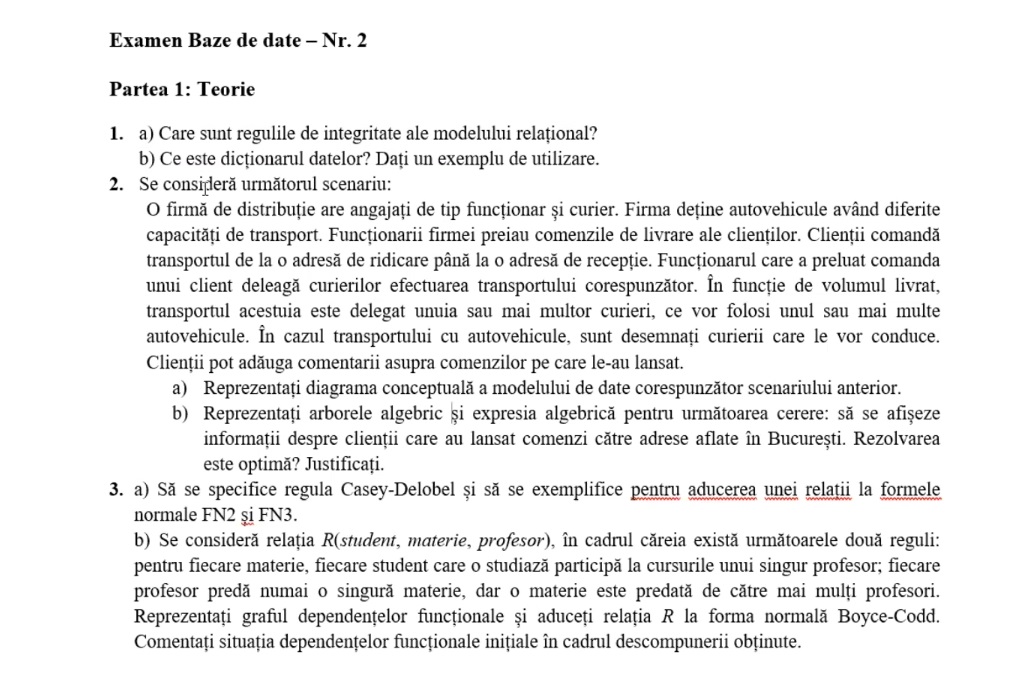 Examen Baze de date – Nr. 2
Partea 1: Teorie
1. a) Care sunt regulile de integritate ale modelului relațional?
b) Ce este dicționarul datelor? Dați un exemplu de utilizare.
2. Se consideră următorul scenariu:
O firmă de distribuție are angajați de tip funcționar și curier. Firma deține autovehicule având diferite
capacități de transport. Funcționarii firmei preiau comenzile de livrare ale clienților. Clienții comandă
transportul de la o adresă de ridicare până la o adresă de recepție. Funcționarul care a preluat comanda
unui client deleagă curierilor efectuarea transportului corespunzător. În funcție de volumul livrat,
transportul acestuia este delegat unuia sau mai multor curieri, ce vor folosi unul sau mai multe
autovehicule. În cazul transportului cu autovehicule, sunt desemnați curierii care le vor conduce.
Clienții pot adăuga comentarii asupra comenzilor pe care le-au lansat.
a) Reprezentați diagrama conceptuală a modelului de date corespunzător scenariului anterior.
b) Reprezentați arborele algebric și expresia algebrică pentru următoarea cerere: să se afișeze
informații despre clienții care au lansat comenzi către adrese aflate în București. Rezolvarea
este optimă? Justificați.
3. a) Să se specifice regula Casey-Delobel și să se exemplifice pentru aducerea unei relații la formele
normale FN2 și FN3.
b) Se consideră relația R(student, materie, profesor), în cadrul căreia există următoarele două reguli:
pentru fiecare materie, fiecare student care o studiază participă la cursurile unui singur profesor; fiecare
profesor predă numai o singură materie, dar o materie este predată de către mai mulți profesori.
Reprezentați graful dependențelor funcționale și aduceți relația R la forma normală Boyce-Codd.
Comentați situația dependențelor funcționale inițiale în cadrul descompunerii obținute.